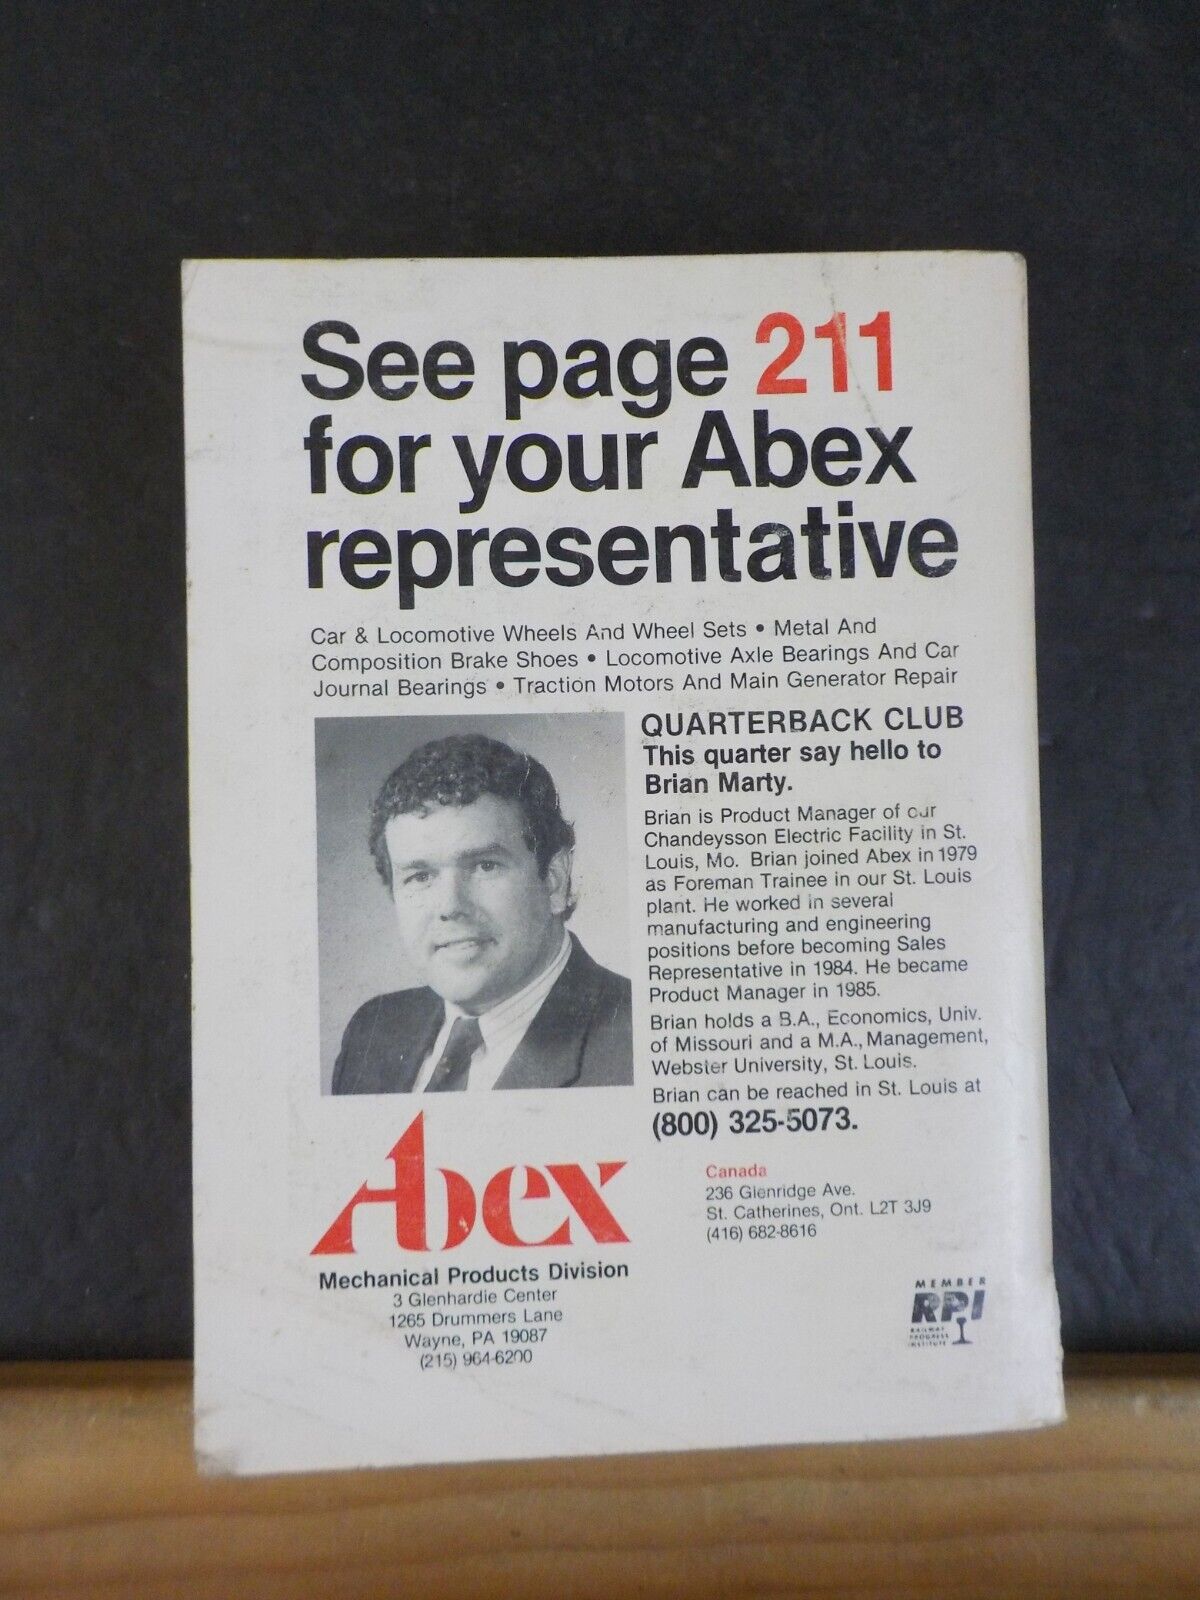 See page 211
for your Abex
representative
Car & Locomotive Wheels And Wheel Sets • Metal And
Composition Brake Shoes • Locomotive Axle Bearings And Car
Journal Bearings • Traction Motors And Main Generator Repair
QUARTERBACK CLUB
This quarter say hello to
Brian Marty.
Brian is Product Manager of our
Chandeysson Electric Facility in St.
Louis, Mo. Brian joined Abex in 1979
as Foreman Trainee in our St. Louis
plant. He worked in several
manufacturing and engineering
positions before becoming Sales
Representative in 1984. He became
Product Manager in 1985.
Brian holds a B.A., Economics, Univ.
of Missouri and a M.A., Management,
Webster University, St. Louis.
Brian can be reached in St. Louis at
(800) 325-5073.
Abex
Mechanical Products Division
3 Glenhardie Center
1265 Drummers Lane
Wayne, PA 19087
(215) 964-6200
Canada
236 Glenridge Ave.
St. Catherines, Ont. L2T 3J9
(416) 682-8616
MEMBER
RPI
RAILWAY
PROGRESS
INSTITUTE